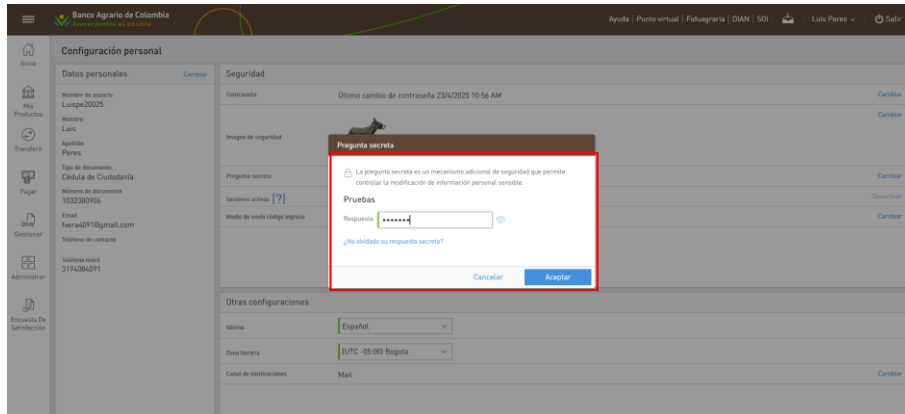 Banco Agrario de Colombia
Crecer juntos es posible
Ayuda | Punto virtual | Fiduagraria | DIAN | SOI | Luis Peres Salir
Inicio
Mis Productos
Transferir
Pagar
Gestionar
Administrar
Encuesta De Satisfacción
Configuración personal
Datos personales Cambiar
Nombre de usuario
Luispe20025
Nombre
Luis
Apellido
Peres
Tipo de documento
Cédula de Ciudadanía
Número de documento
1032380906
Email
fvera4091@gmail.com
Teléfono de contacto
Teléfono móvil
3194084091
Seguridad
Contraseña Último cambio de contraseña 23/4/2025 10:56 AM Cambiar
Imagen de seguridad Cambiar
Pregunta secreta Cambiar
Sesiones activas [?] Desactivar
Medio de envío código ingreso Cambiar
Pregunta secreta
La pregunta secreta es un mecanismo adicional de seguridad que permite
controlar la modificación de información personal sensible.
Pruebas
Respuesta •••••••
¿Ha olvidado su respuesta secreta?
Cancelar Aceptar
Otras configuraciones
Idioma Español
Zona horaria (UTC -05:00) Bogota
Canal de notificaciones Mail Cambiar